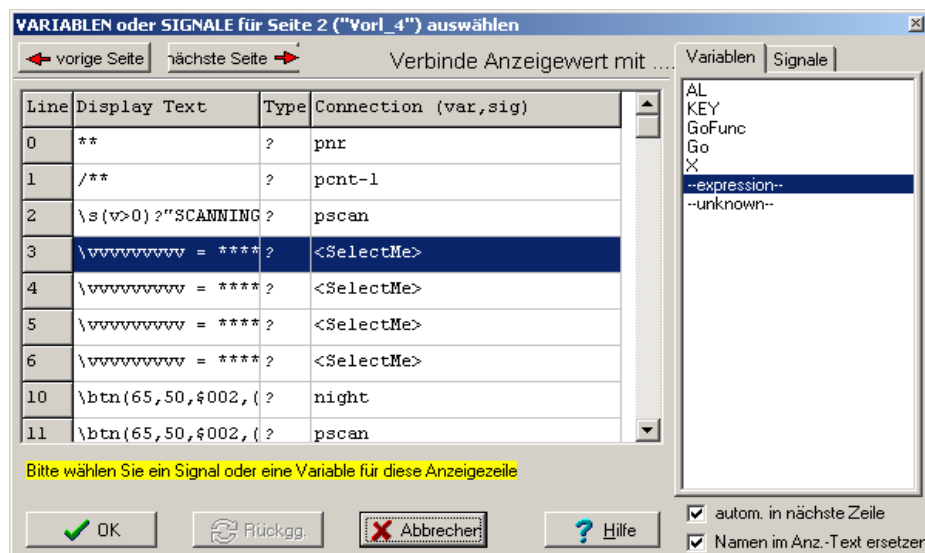 VARIABLEN oder SIGNALE für Seite 2 ("Vorl_4") auswählen
vorige Seite
nächste Seite
Verbinde Anzeigewert mit ....
Line Display Text Type Connection (var,sig)
0 ** ? pnr
1 /** ? pcnt-1
2 \s(v>0)?"SCANNING ? pscan
3 \vvvvvvvvvv = **** ? <SelectMe>
4 \vvvvvvvvvv = **** ? <SelectMe>
5 \vvvvvvvvvv = **** ? <SelectMe>
6 \vvvvvvvvvv = **** ? <SelectMe>
10 \btn(65,50,$002,( ? night
11 \btn(65,50,$002,( ? pscan
Bitte wählen Sie ein Signal oder eine Variable für diese Anzeigezeile
OK
Rückgg.
Abbrechen
Hilfe
Variablen
Signale
AL
KEY
GoFunc
Go
X
--expression--
--unknown--
autom. in nächste Zeile
Namen im Anz.-Text ersetzen